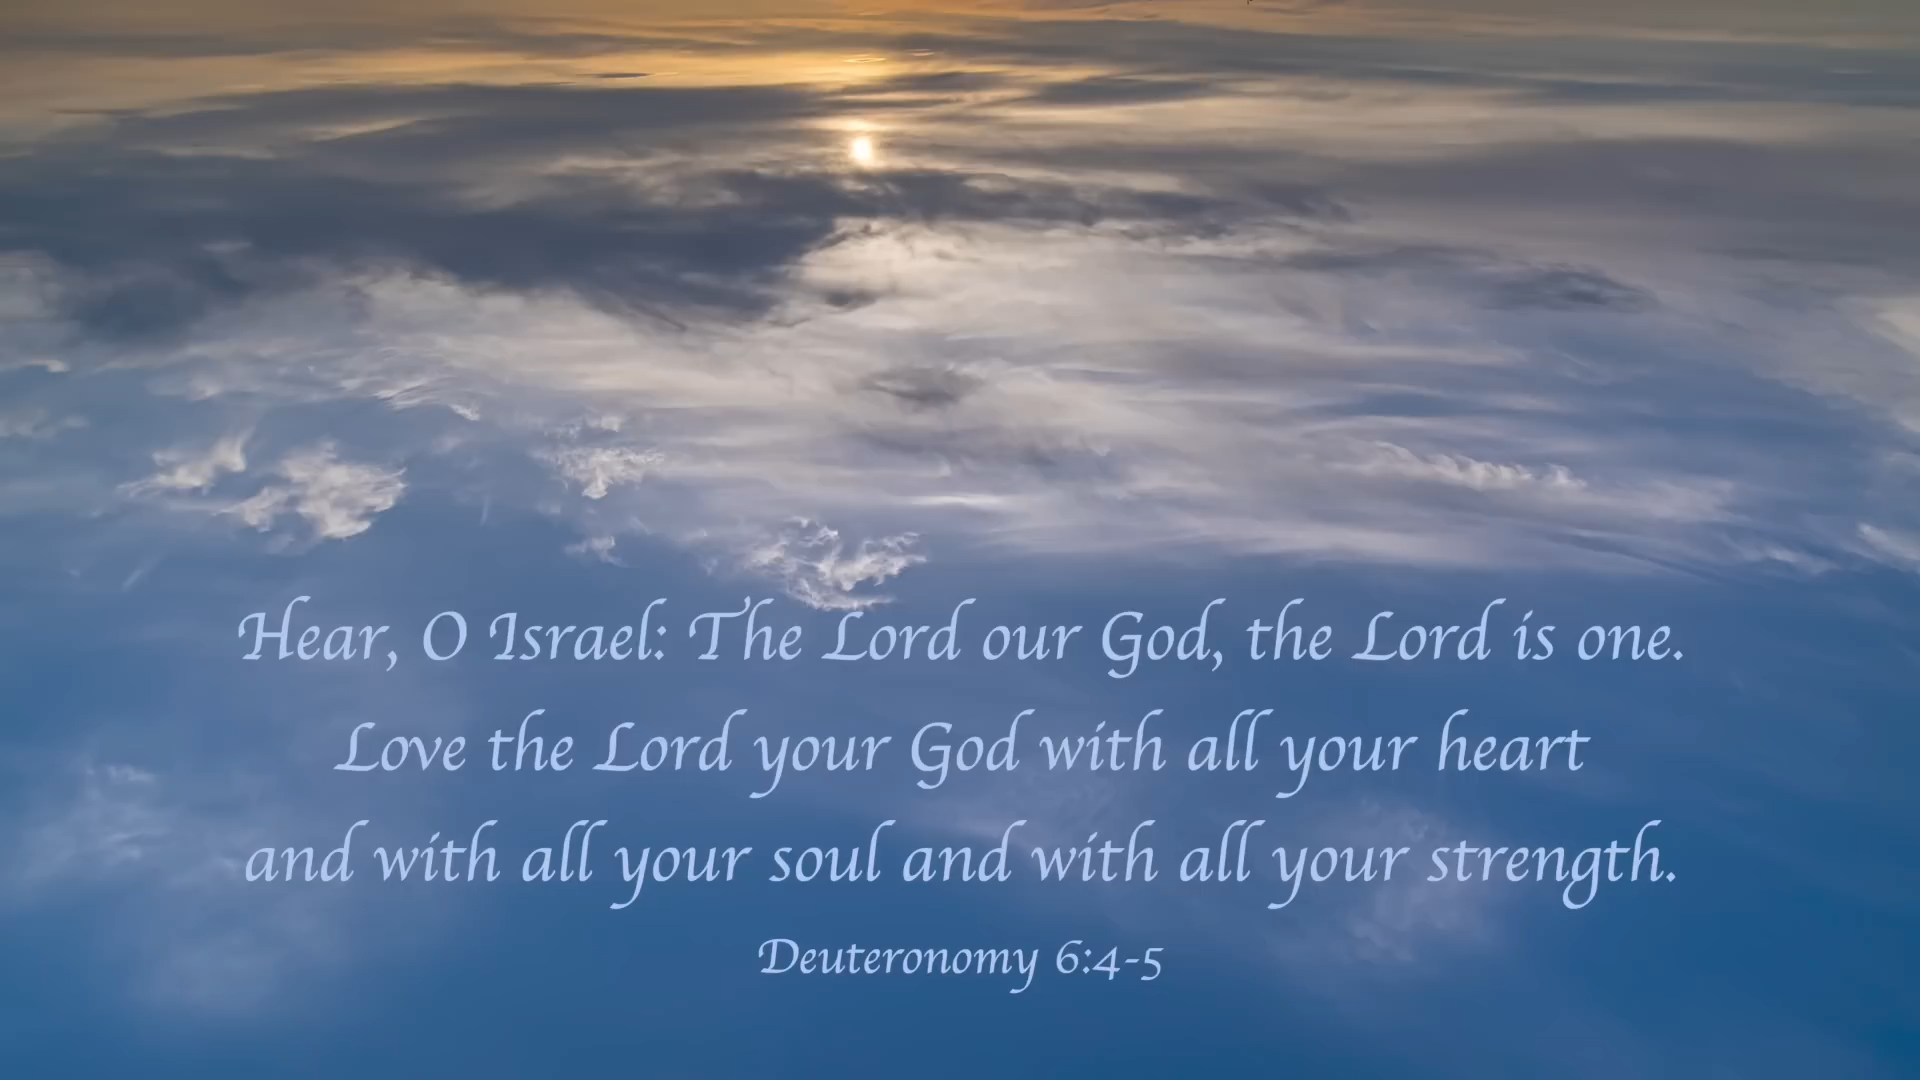 Hear, O Israel: The Lord our God, the Lord is one.
Love the Lord your God with all your heart
and with all your soul and with all your strength.
Deuteronomy 6:4-5